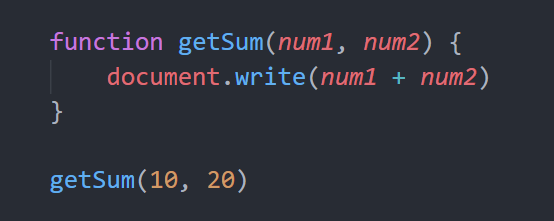 function getSum(num1, num2) {
    document.write(num1 + num2)
}
getSum(10, 20)